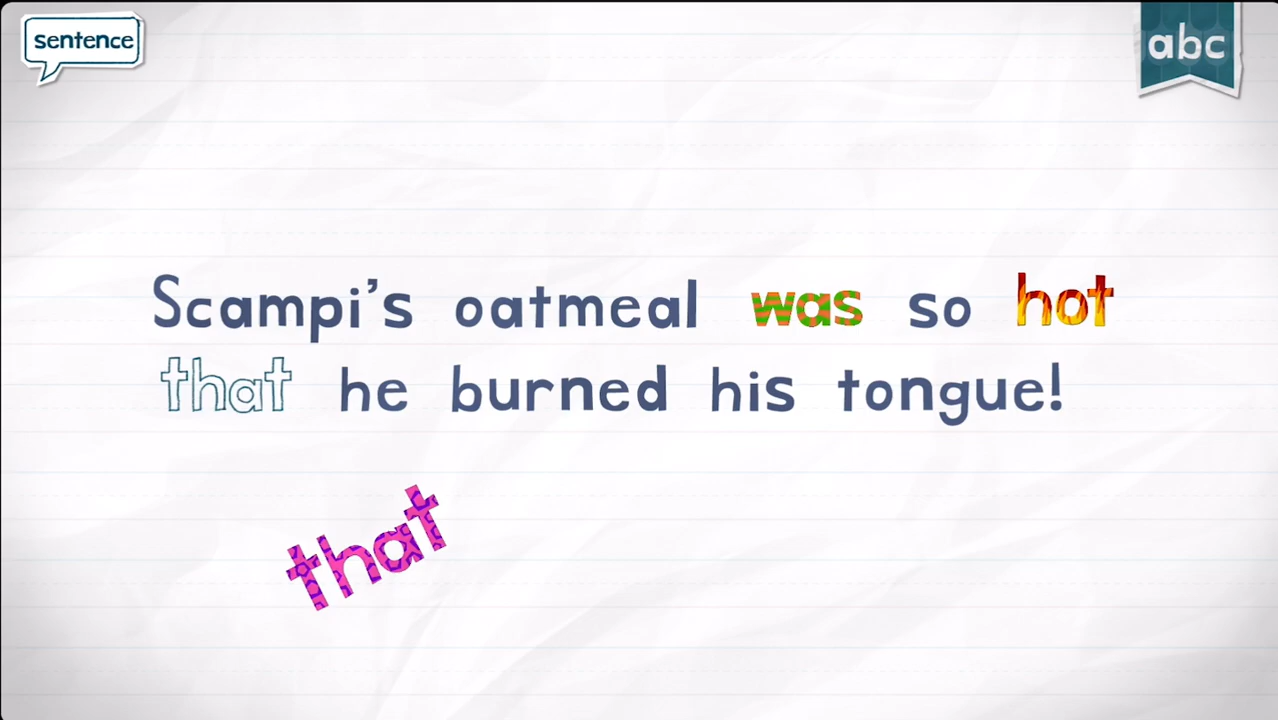 sentence
abc
Scampi's oatmeal was so hot
that he burned his tongue!
that